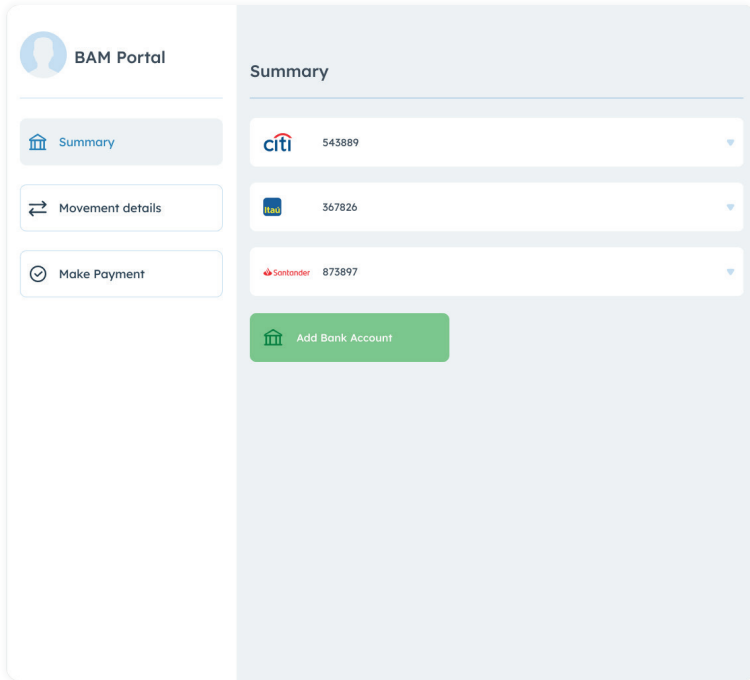 BAM Portal
Summary
Movement details
Make Payment
Summary
citi 543889
Itaú 367826
Santander 873897
Add Bank Account